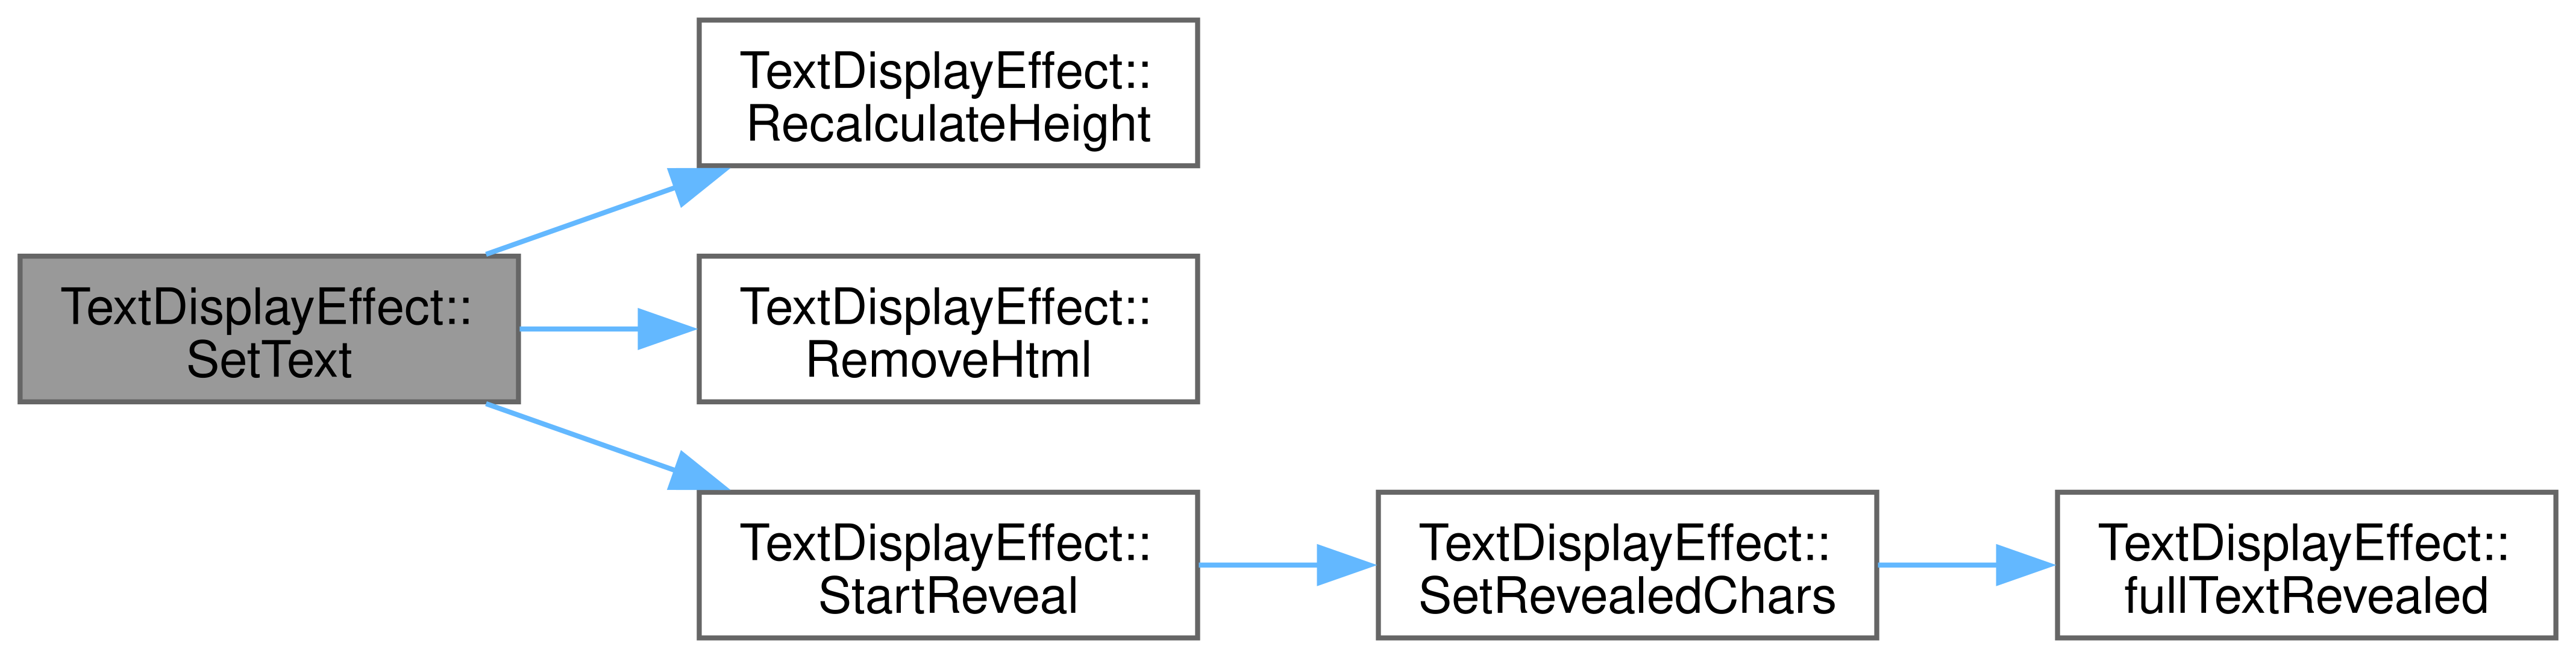 TextDisplayEffect::
RecalculateHeight
TextDisplayEffect::
SetText
TextDisplayEffect::
RemoveHtml
TextDisplayEffect::
StartReveal
TextDisplayEffect::
SetRevealedChars
TextDisplayEffect::
fullTextRevealed